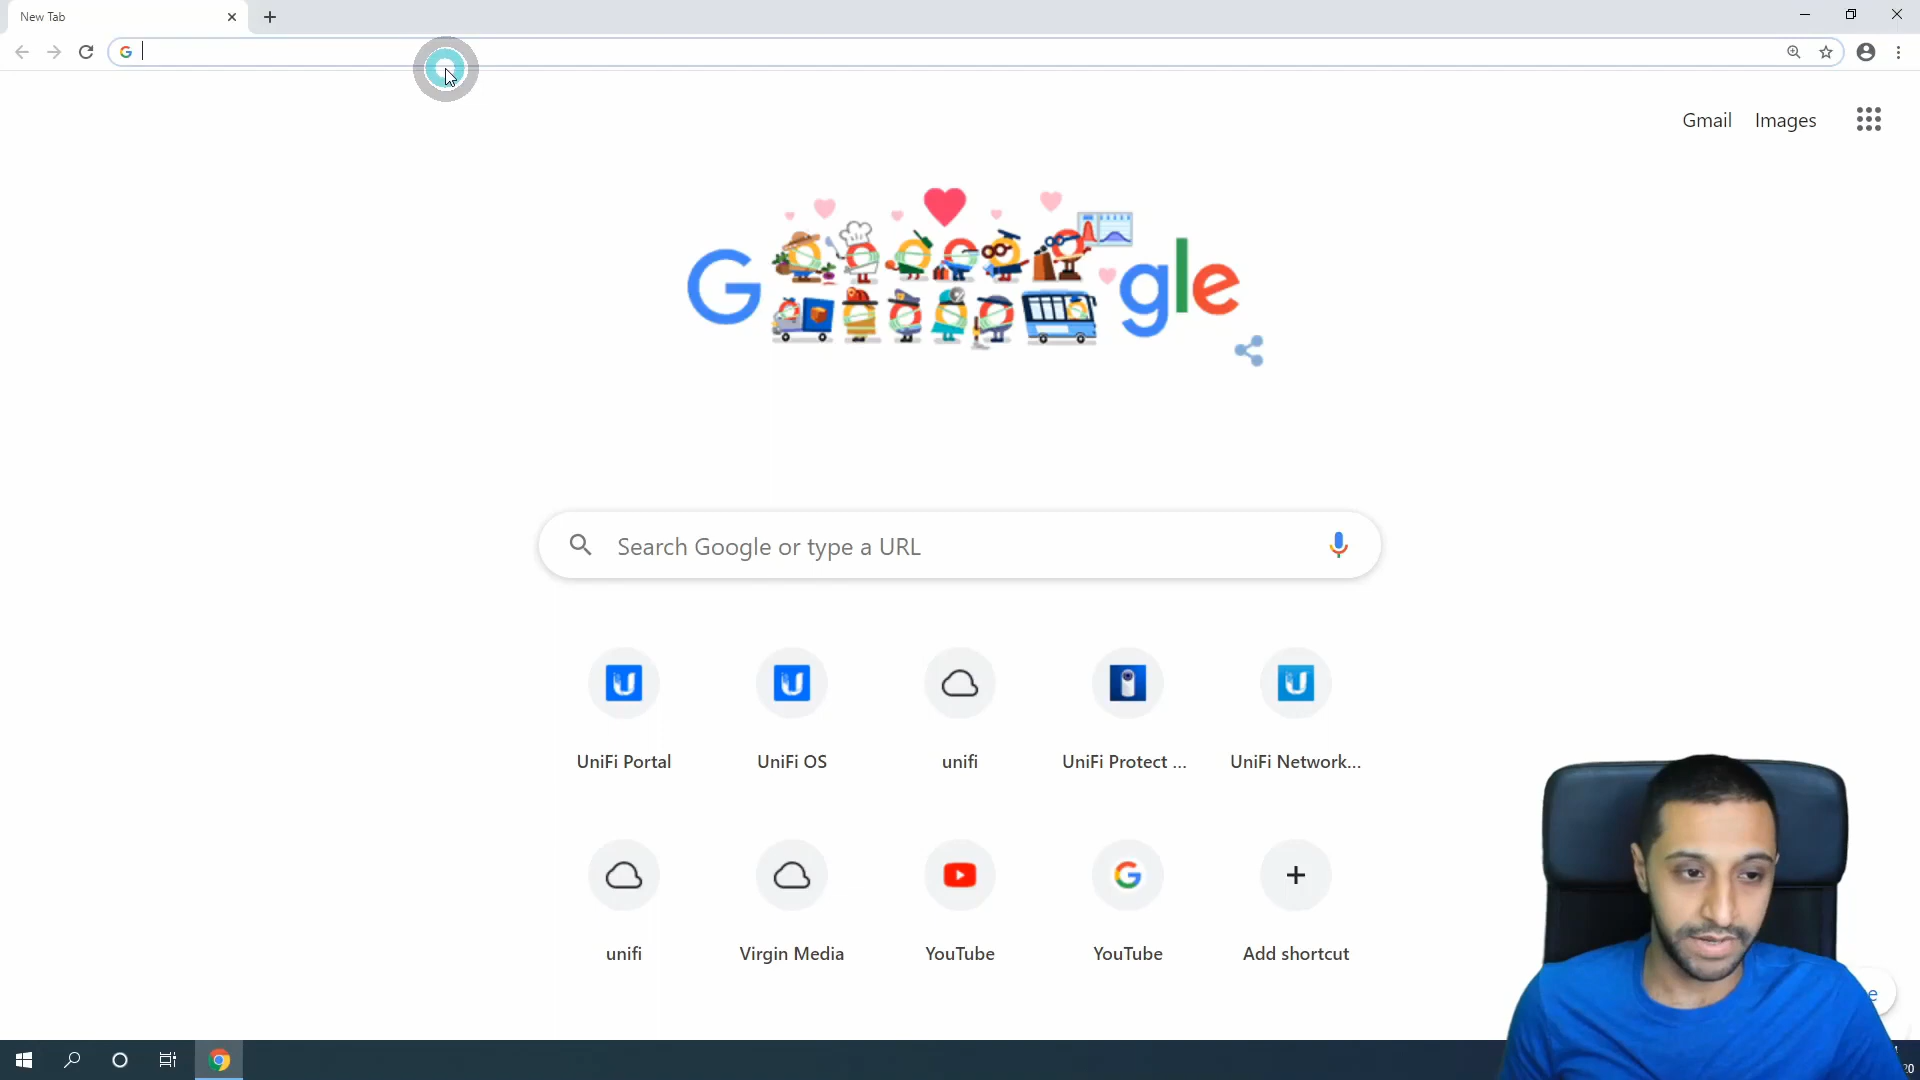 New Tab
Gmail
Images
G gle
Search Google or type a URL
UniFi Portal
UniFi OS
unifi
UniFi Protect ...
UniFi Network...
unifi
Virgin Media
YouTube
YouTube
Add shortcut